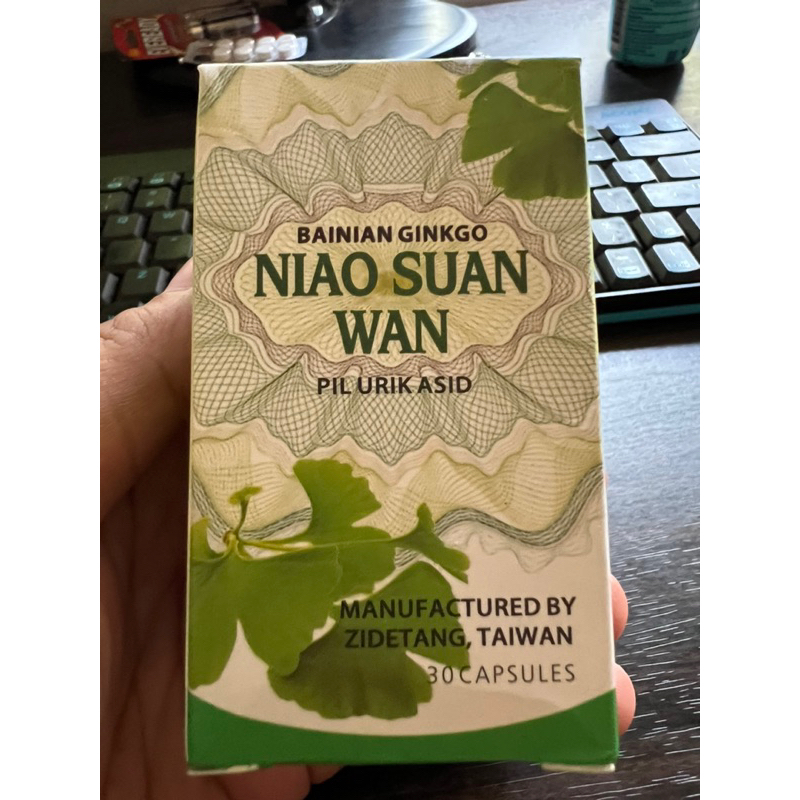 BAINIAN GINKGO
NIAO SUAN
WAN
PIL URIK ASID
MANUFACTURED BY
ZIDETANG, TAIWAN
30 CAPSULES